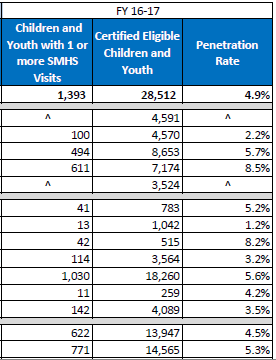 FY 16-17
Children and Youth with 1 or more SMHS Visits Certified Eligible Children and Youth Penetration Rate
1,393 28,512 4.9%
^ 4,591 ^
100 4,570 2.2%
494 8,653 5.7%
611 7,174 8.5%
^ 3,524 ^
41 783 5.2%
13 1,042 1.2%
42 515 8.2%
114 3,564 3.2%
1,030 18,260 5.6%
11 259 4.2%
142 4,089 3.5%
622 13,947 4.5%
771 14,565 5.3%